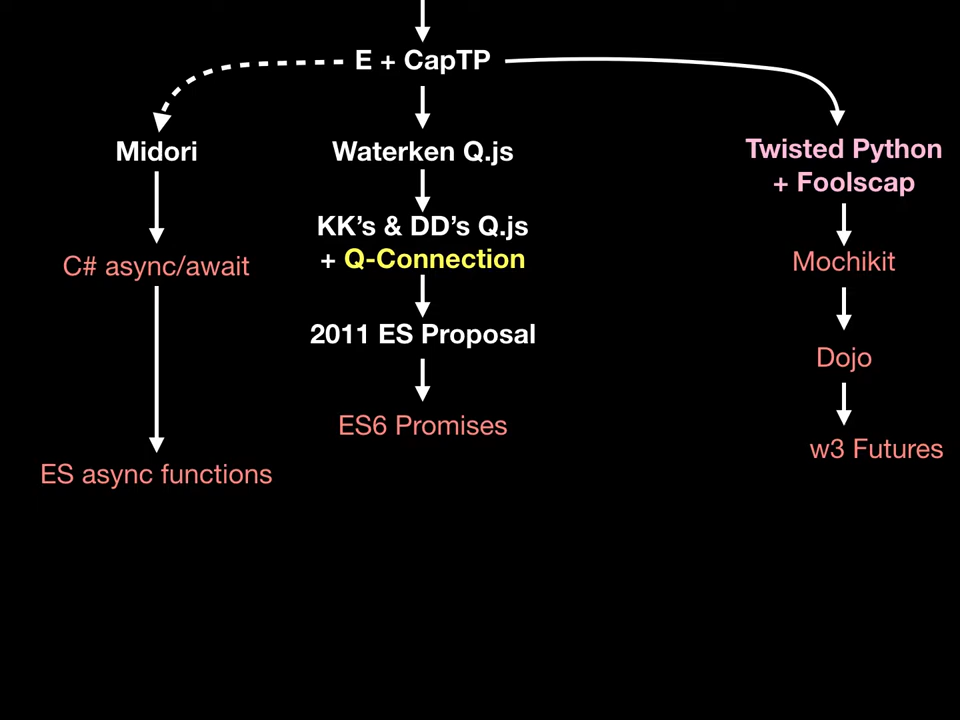 E + CapTP
Midori
Waterken Q.js
Twisted Python
+ Foolscap
KK’s & DD’s Q.js
+ Q-Connection
C# async/await
Mochikit
2011 ES Proposal
Dojo
ES6 Promises
w3 Futures
ES async functions